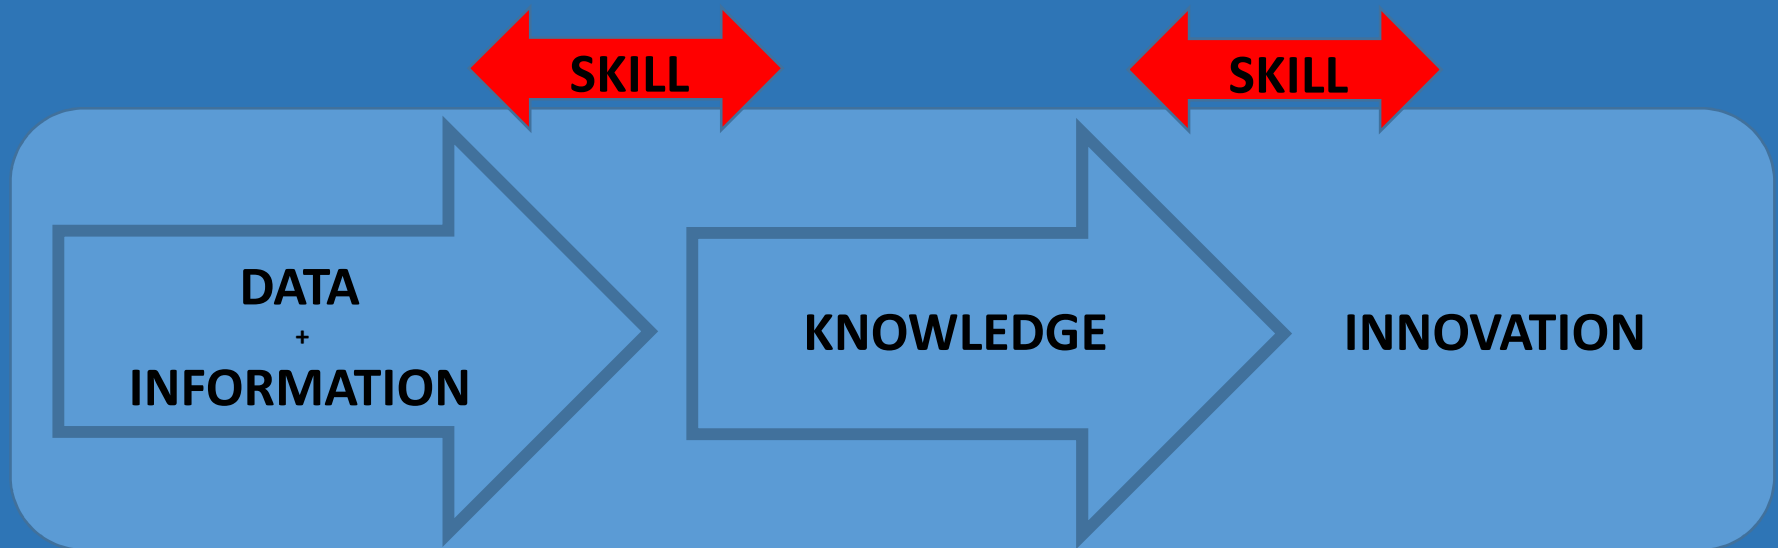 SKILL
SKILL
DATA
+
INFORMATION
KNOWLEDGE
INNOVATION